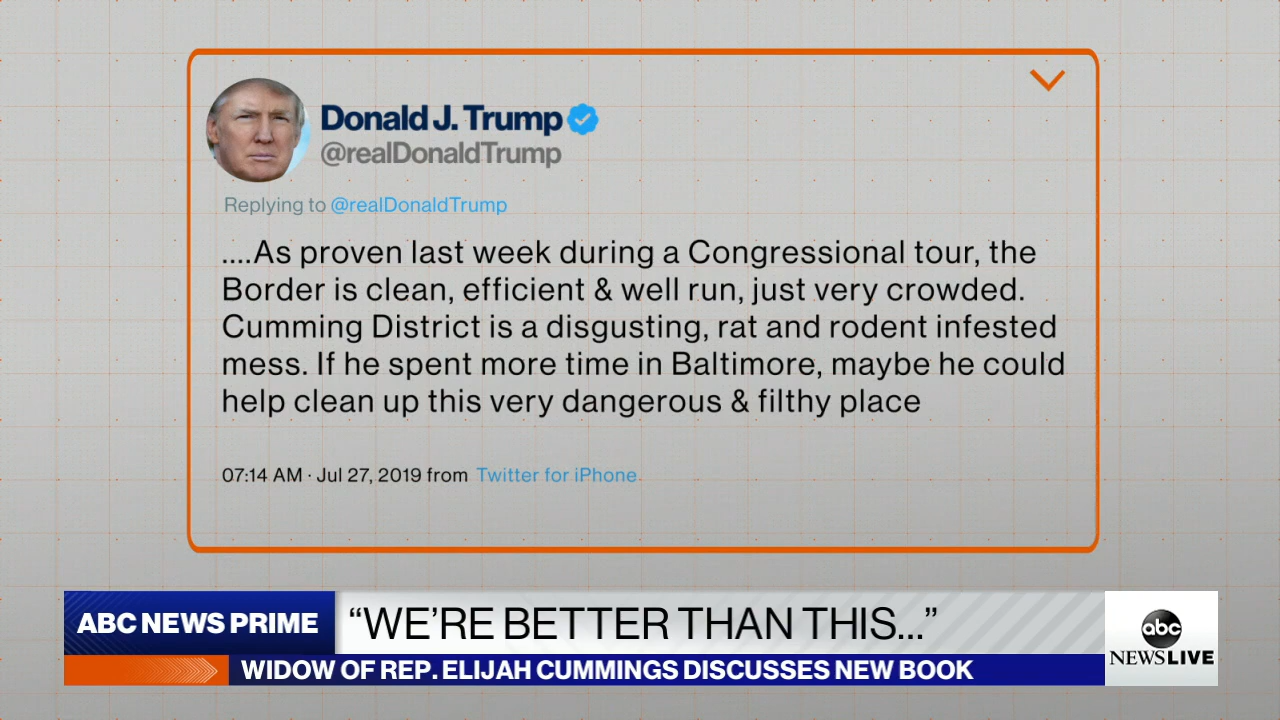 Donald J. Trump
@realDonaldTrump
Replying to @realDonaldTrump
....As proven last week during a Congressional tour, the
Border is clean, efficient & well run, just very crowded.
Cumming District is a disgusting, rat and rodent infested
mess. If he spent more time in Baltimore, maybe he could
help clean up this very dangerous & filthy place
07:14 AM · Jul 27, 2019 from Twitter for iPhone
ABC NEWS PRIME
“WE’RE BETTER THAN THIS...”
WIDOW OF REP. ELIJAH CUMMINGS DISCUSSES NEW BOOK
abc
NEWS LIVE